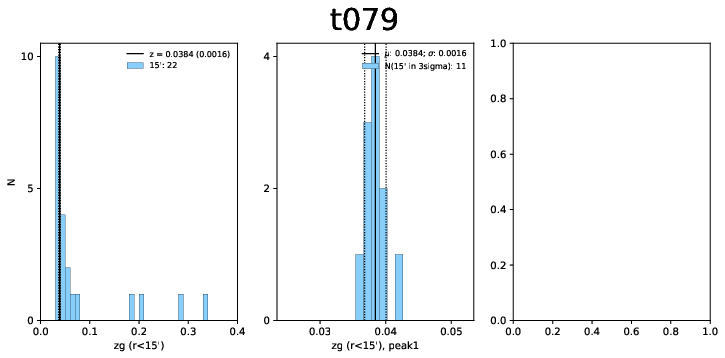 t079
z = 0.0384 (0.0016)
15': 22
N
10
5
0
0.0 0.1 0.2 0.3 0.4
zg (r<15')
μ: 0.0384; σ: 0.0016
N(15' in 3sigma): 11
4
2
0
0.03 0.04 0.05
zg (r<15'), peak1
1.0
0.8
0.6
0.4
0.2
0.0
0.0 0.2 0.4 0.6 0.8 1.0